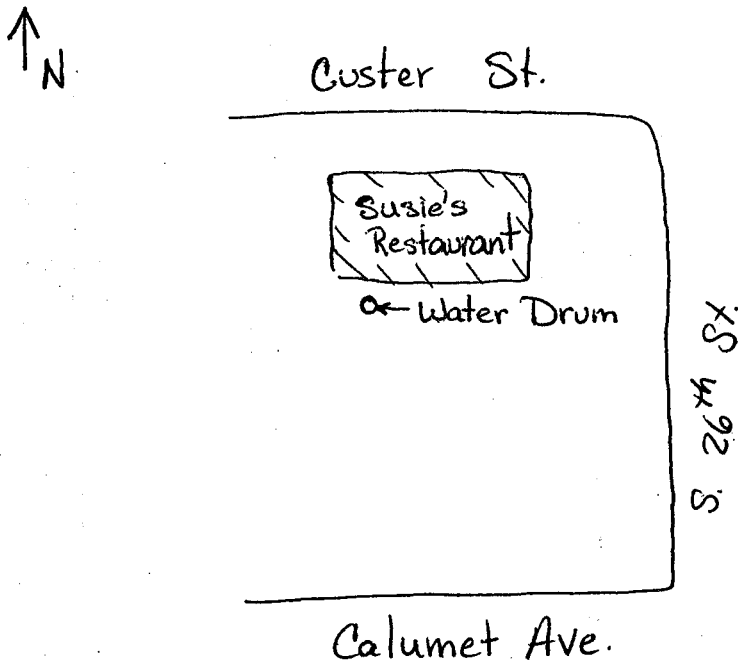 N
Custer St.
Susie's
Restaurant
Water Drum
S. 26th St.
Calumet Ave.